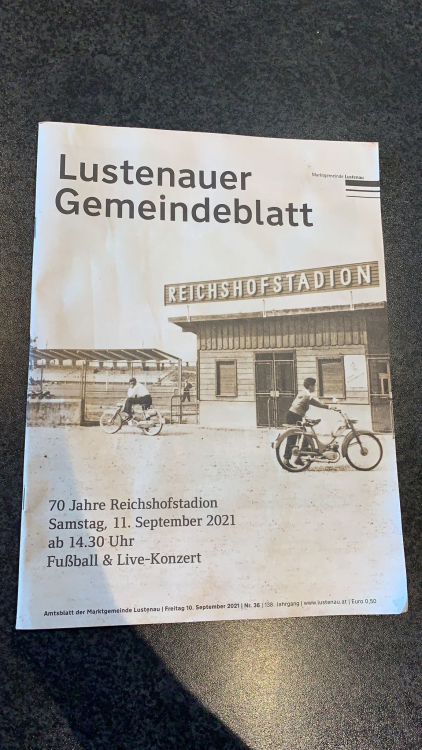 Lustenauer
Gemeindeblatt
Marktgemeinde Lustenau
REICHSHOFSTADION
70 Jahre Reichshofstadion
Samstag, 11. September 2021
ab 14.30 Uhr
Fußball & Live-Konzert
Amtsblatt der Marktgemeinde Lustenau | Freitag 10. September 2021 | Nr. 36 | 138. Jahrgang | www.lustenau.at | Euro 0,50